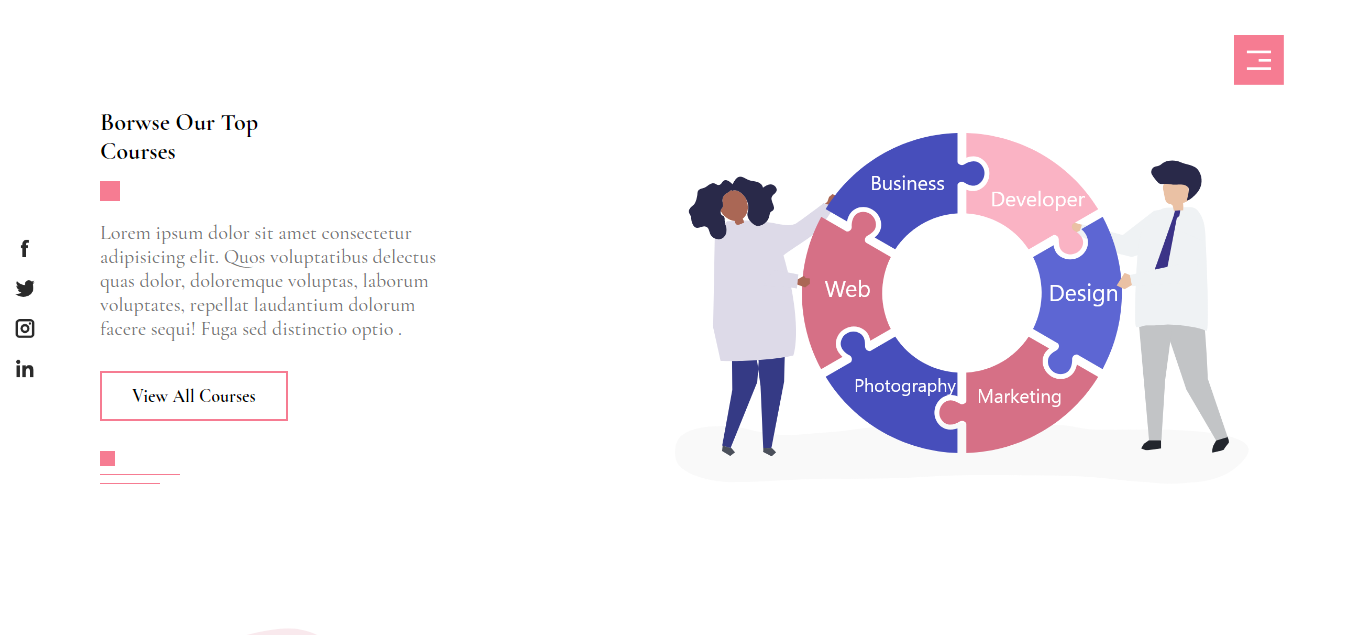 Borwse Our Top
Courses
Lorem ipsum dolor sit amet consectetur
adipisicing elit. Quos voluptatibus delectus
quas dolor, doloremque voluptas, laborum
voluptates, repellat laudantium dolorum
facere sequi! Fuga sed distinctio optio .
View All Courses
Business
Developer
Web
Design
Photography
Marketing